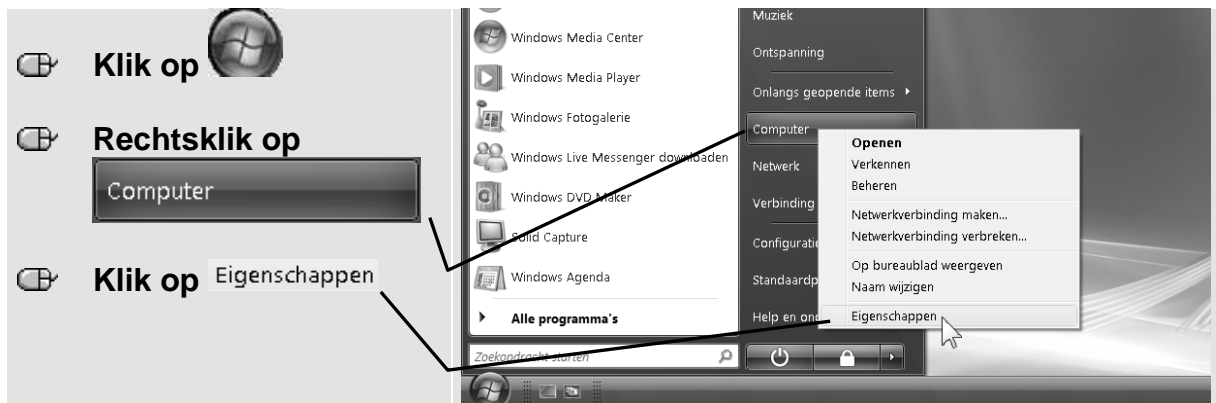 Klik op
Rechtsklik op
Computer
Klik op Eigenschappen
Windows Media Center
Windows Media Player
Windows Fotogalerie
Windows Live Messenger downloaden
Windows DVD Maker
Solid Capture
Windows Agenda
Alle programma's
Zoekopdracht starten
Muziek
Ontspanning
Onlangs geopende items
Computer
Netwerk
Verbinding
Configuratie
Standaardp
Help en ond
Openen
Verkennen
Beheren
Netwerkverbinding maken...
Netwerkverbinding verbreken...
Op bureaublad weergeven
Naam wijzigen
Eigenschappen